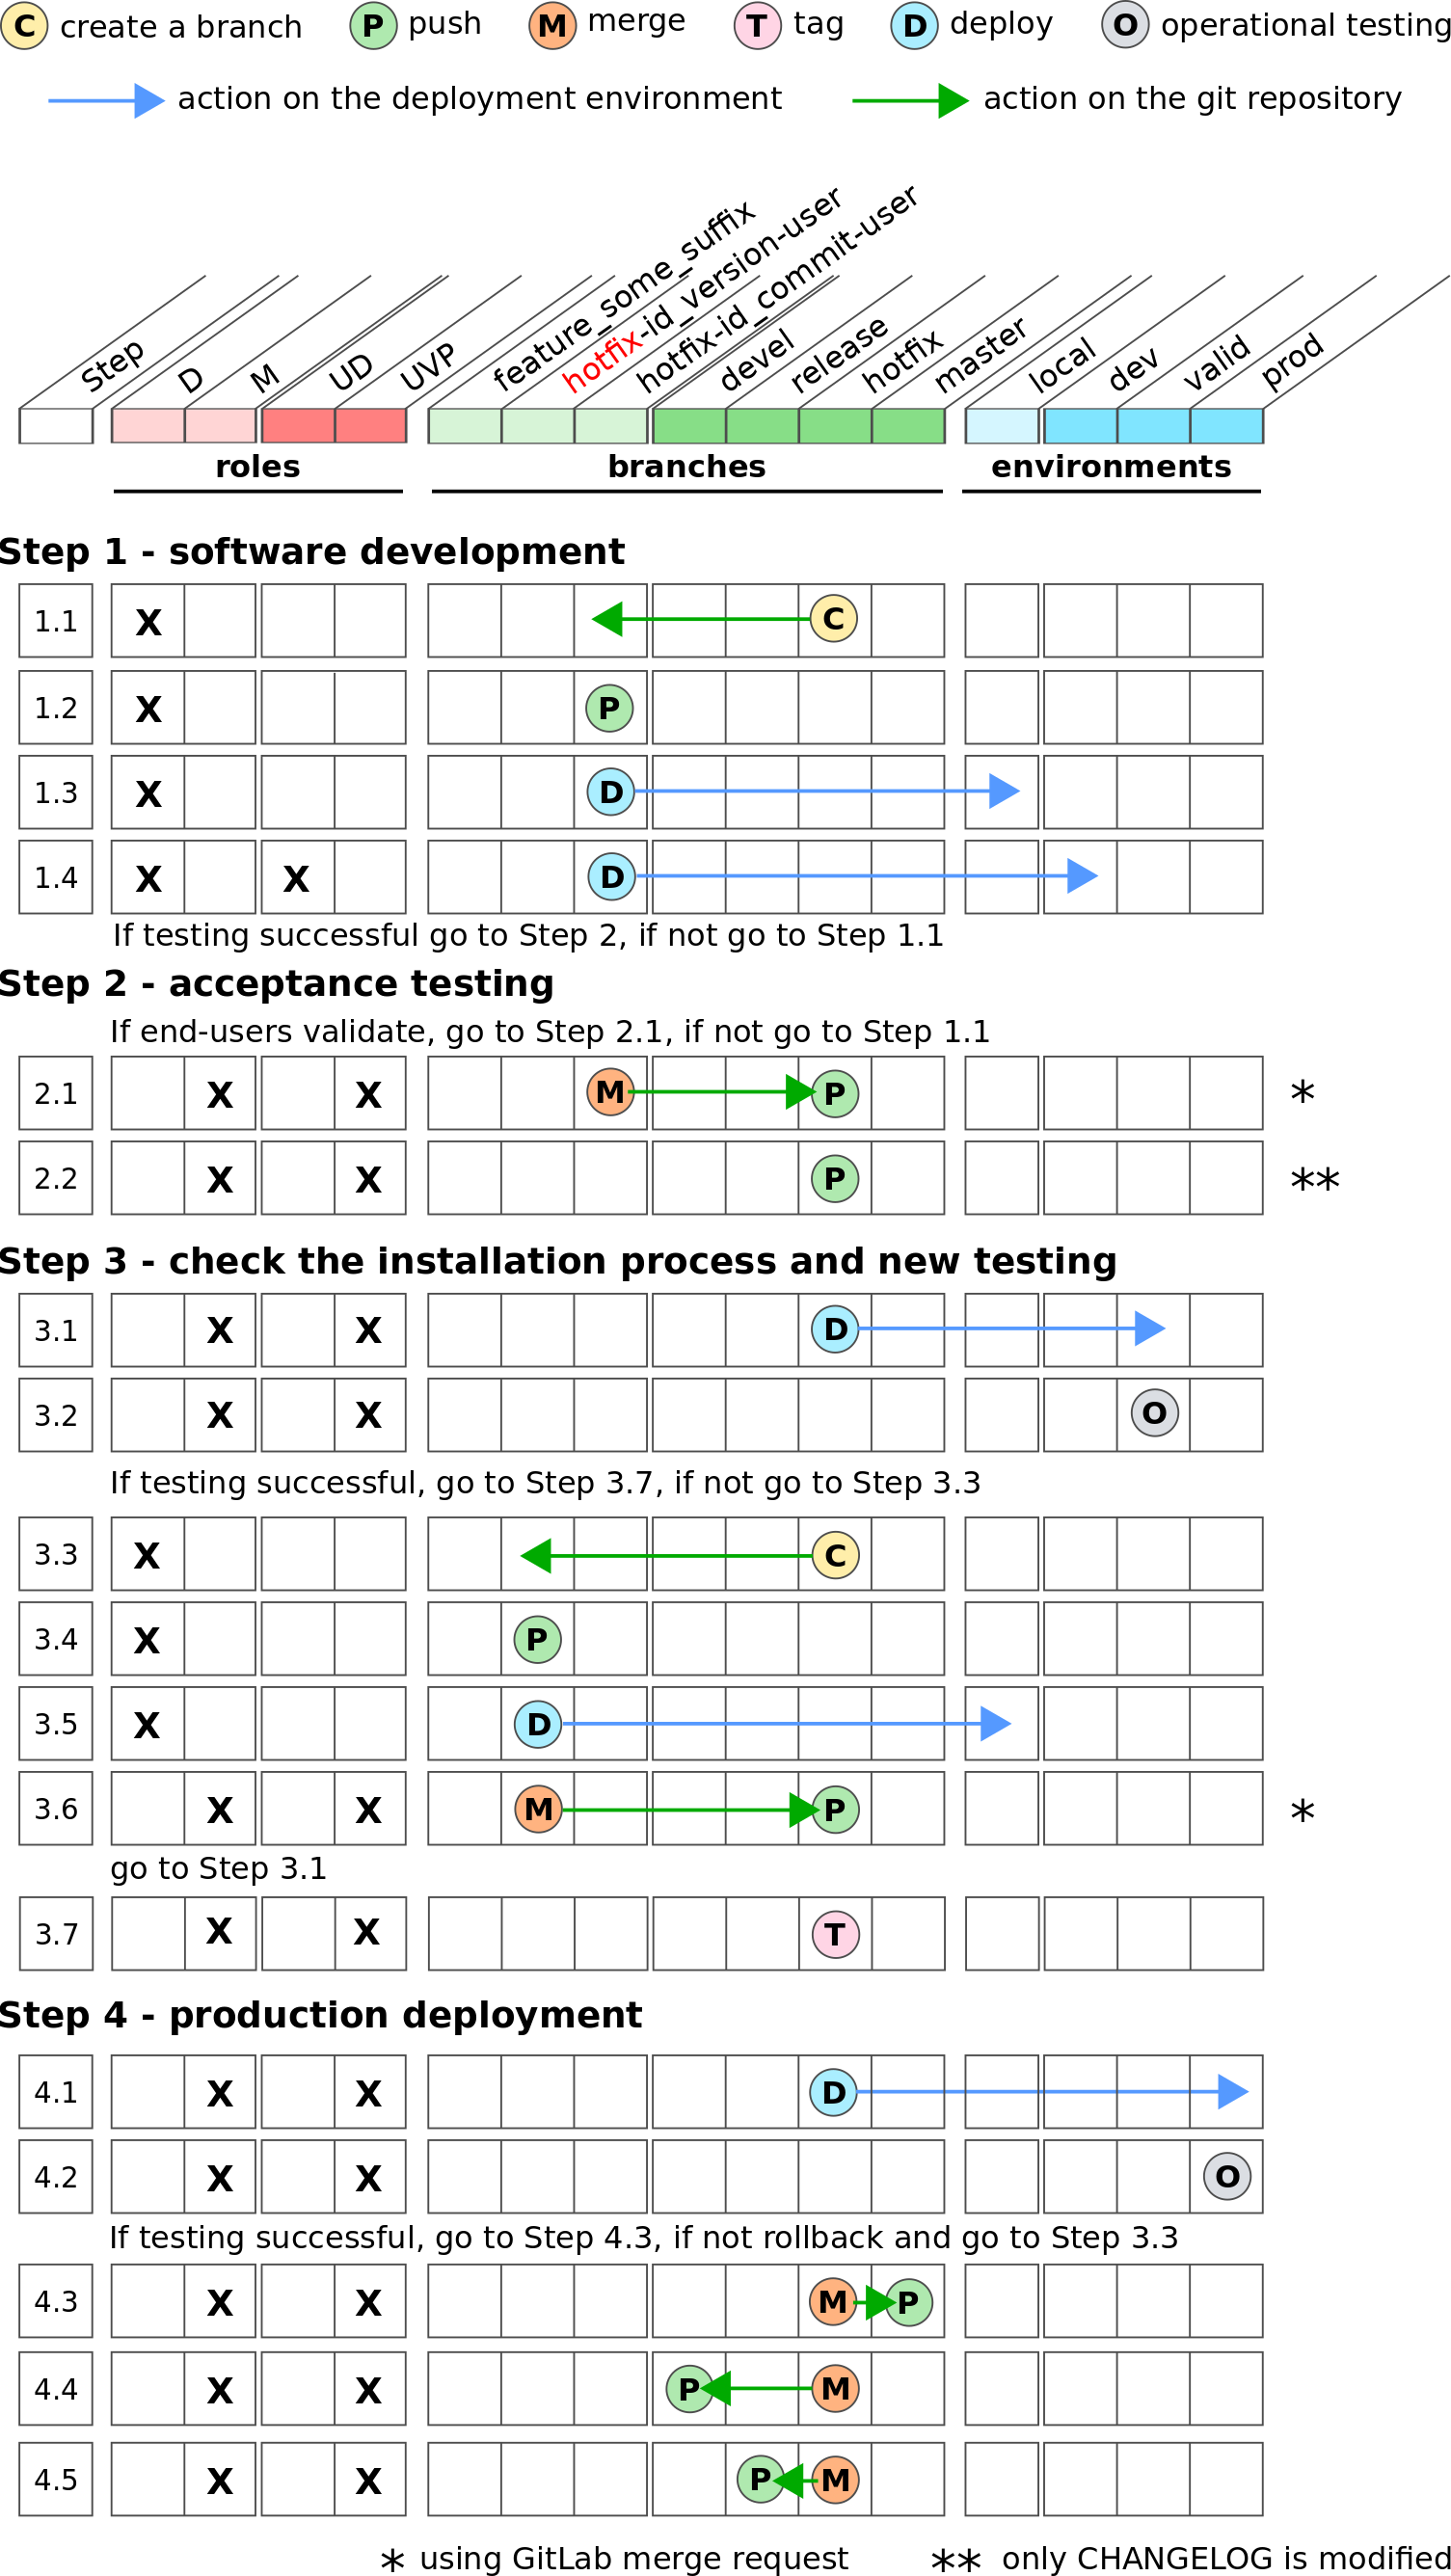 C create a branch P push M merge T tag D deploy O operational testing
action on the deployment environment action on the git repository
Step D M UD UVP feature_some_suffix hotfix-id_version-user hotfix-id_commit-user devel release hotfix master local dev valid prod
roles branches environments
Step 1 - software development
1.1 X C
1.2 X P
1.3 X D
1.4 X X D
If testing successful go to Step 2, if not go to Step 1.1
Step 2 - acceptance testing
If end-users validate, go to Step 2.1, if not go to Step 1.1
2.1 X X M P *
2.2 X X P **
Step 3 - check the installation process and new testing
3.1 X X D
3.2 X X O
If testing successful, go to Step 3.7, if not go to Step 3.3
3.3 X C
3.4 X P
3.5 X D
3.6 X X M P *
go to Step 3.1
3.7 X X T
Step 4 - production deployment
4.1 X X D
4.2 X X O
If testing successful, go to Step 4.3, if not rollback and go to Step 3.3
4.3 X X M P
4.4 X X P M
4.5 X X P M
* using GitLab merge request ** only CHANGELOG is modified